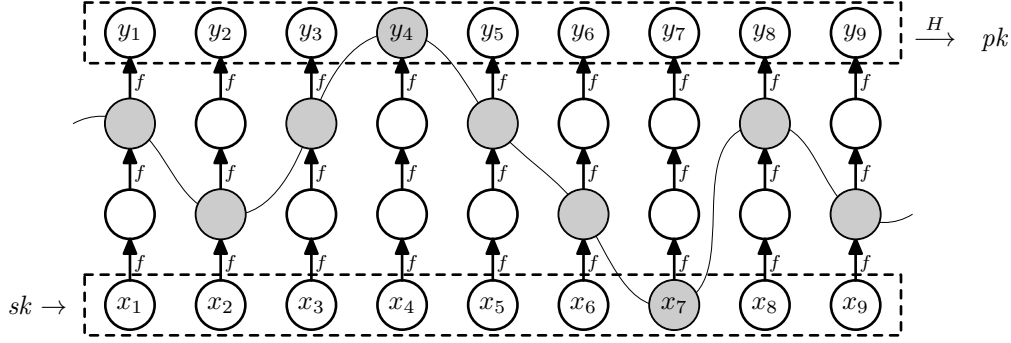 y₁ y₂ y₃ y₄ y₅ y₆ y₇ y₈ y₉ H → pk
f f f f f f f f f
f f f f f f f f f
f f f f f f f f f
sk → x₁ x₂ x₃ x₄ x₅ x₆ x₇ x₈ x₉